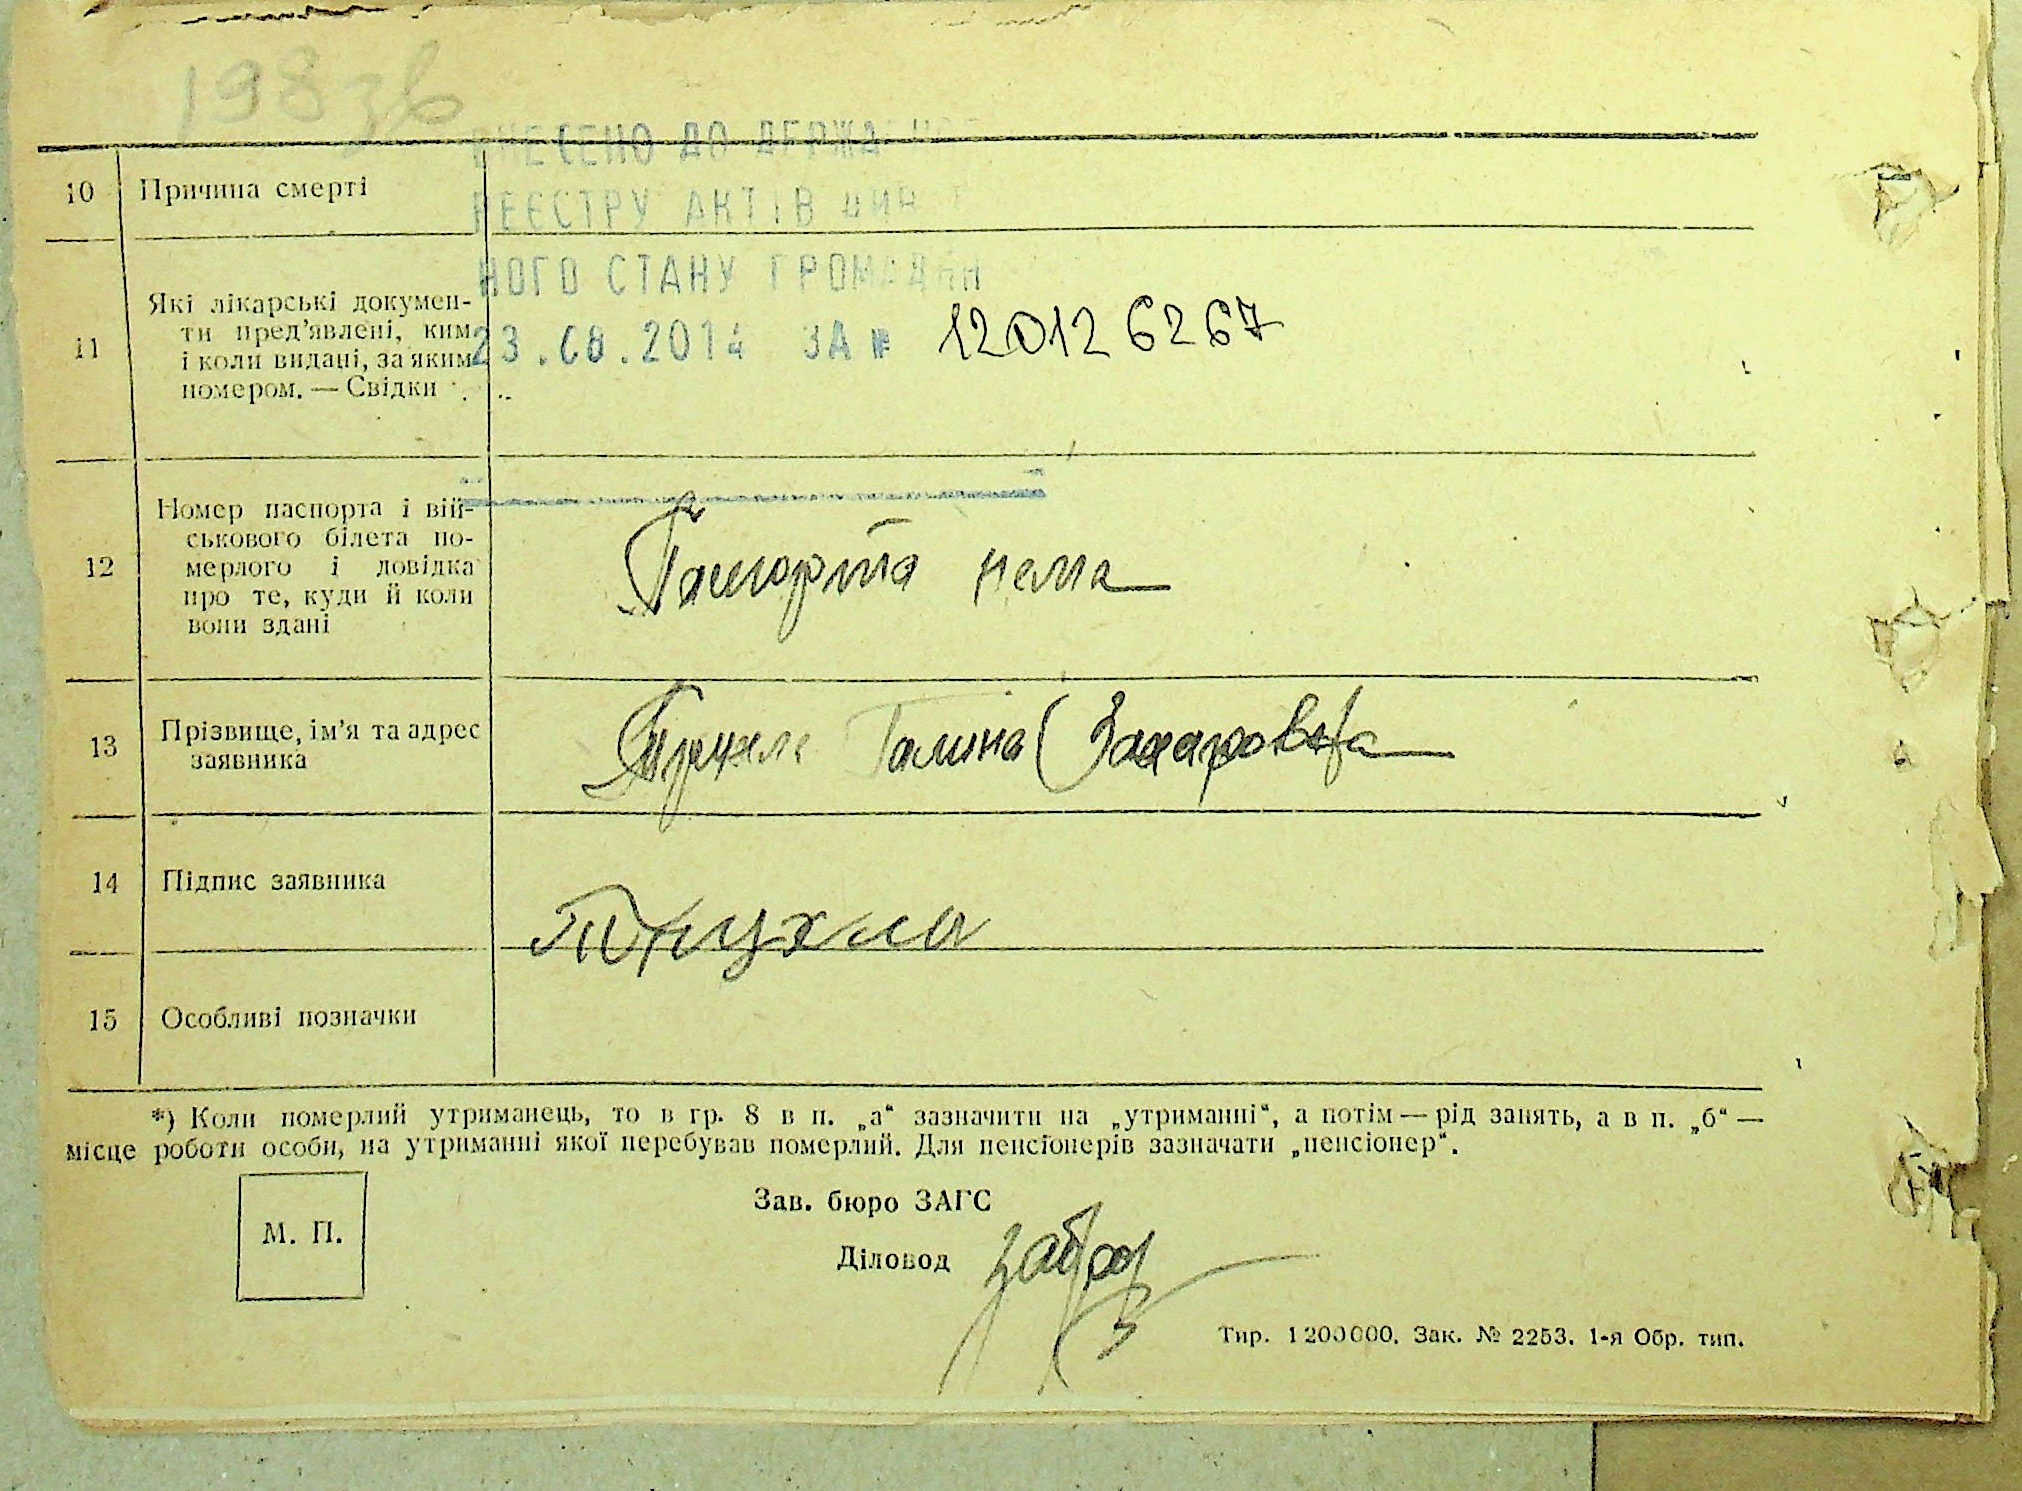 198 зв
ВНЕСЕНО ДО ДЕРЖАВНОГО
РЕЄСТРУ АКТІВ ЦИВ
10 Причина смерті
НОГО СТАНУ ГРОМАДЯН
23.08.2014 ЗА № 120126267
11 Які лікарські докумен-
ти пред’явлені, ким
і коли видані, за яким
номером. — Свідки
12 Номер паспорта і вій-
ськового білета по-
мерлого і довідка
про те, куди й коли
вони здані
Паспорта нема
13 Прізвище, ім’я та адрес
заявника
Галина Захаровна
14 Підпис заявника
15 Особливі позначки
*) Коли померлий утриманець, то в гр. 8 в п. „а“ зазначити на „утриманні“, а потім — рід занять, а в п. „б“ —
місце роботи особи, на утриманні якої перебував померлий. Для пенсіонерів зазначати „пенсіонер“.
М. П.
Зав. бюро ЗАГС
Діловод
Тир. 1200000. Зак. № 2253. 1-я Обр. тип.